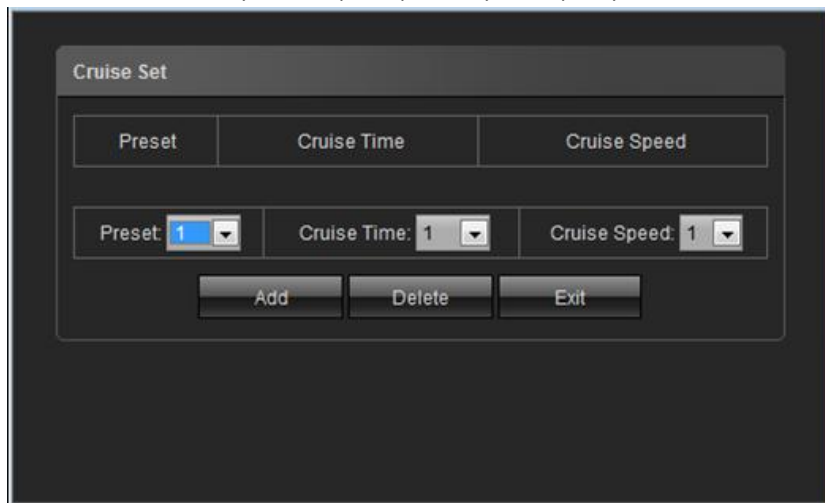 Cruise Set
Preset Cruise Time Cruise Speed
Preset: 1 Cruise Time: 1 Cruise Speed: 1
Add Delete Exit